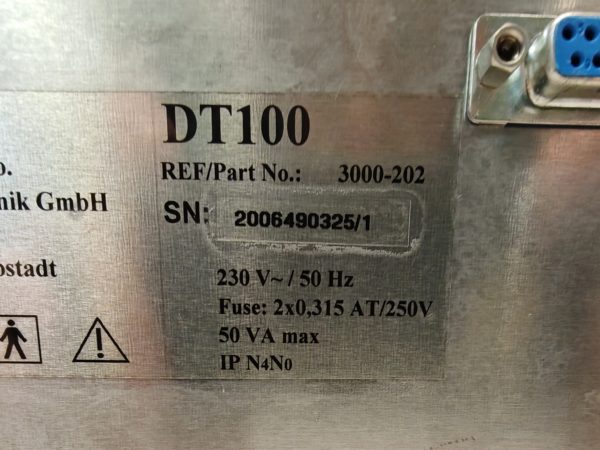 DT100
o.
REF/Part No.: 3000-202
nik GmbH
SN: 2006490325/1
ostadt
230 V~ / 50 Hz
Fuse: 2x0,315 AT/250V
50 VA max
IP N4N0